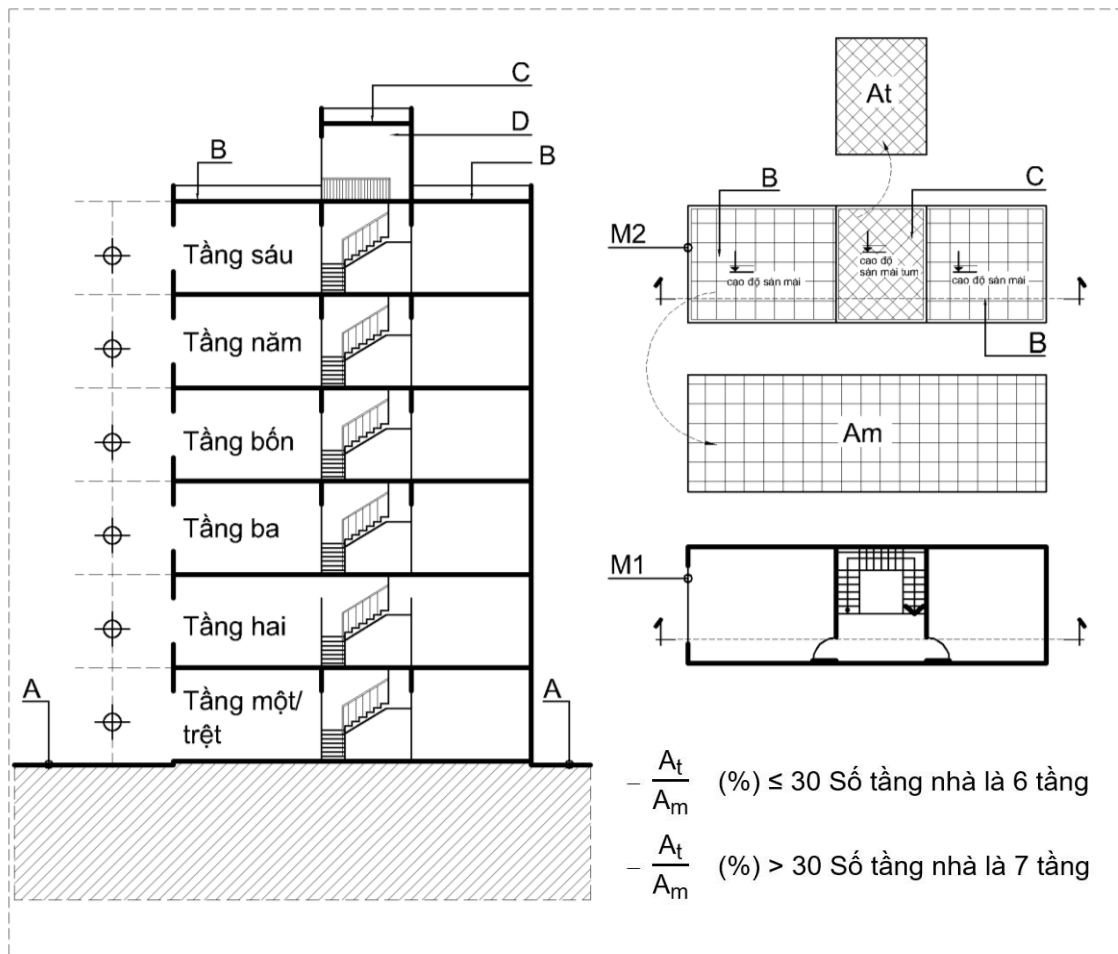 C
D
B
B
Tầng sáu
Tầng năm
Tầng bốn
Tầng ba
Tầng hai
Tầng một/
trệt
A
A
At
B
C
M2
cao độ sàn mái
cao độ
sàn mái tum
cao độ sàn mái
B
Am
M1
– At/Am (%) ≤ 30 Số tầng nhà là 6 tầng
– At/Am (%) > 30 Số tầng nhà là 7 tầng